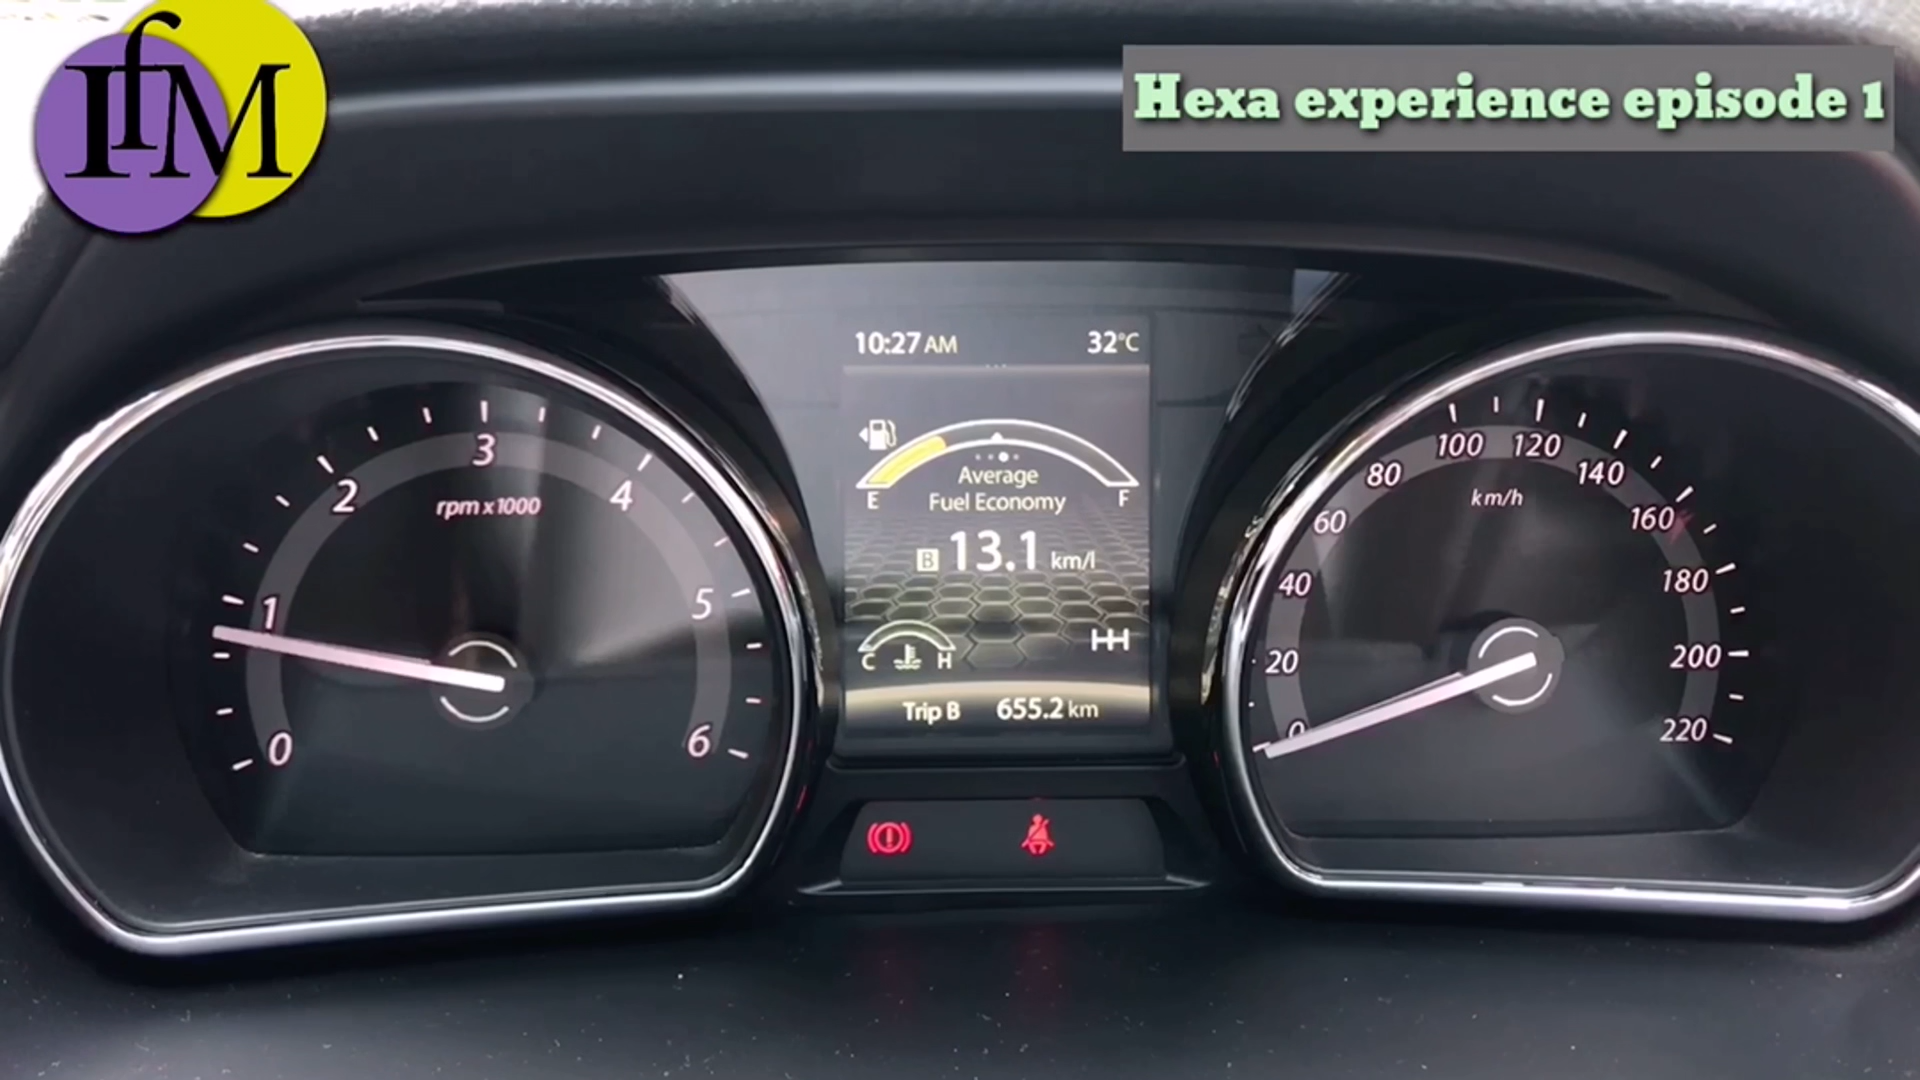 IfM
Hexa experience episode 1
10:27 AM 32°C
E F
Average
Fuel Economy
B 13.1 km/l
C H
Trip B 655.2 km
0 1 2 3 4 5 6
rpm x 1000
0 20 40 60 80 100 120 140 160 180 200 220
km/h